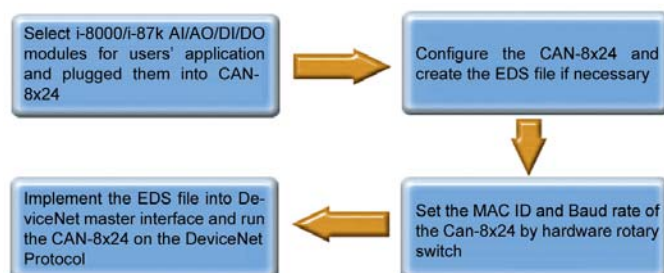 Select i-8000/i-87k AI/AO/DI/DO
modules for users' application
and plugged them into CAN-
8x24
Configure the CAN-8x24 and
create the EDS file if necessary
Set the MAC ID and Baud rate of
the Can-8x24 by hardware rotary
switch
Implement the EDS file into De-
viceNet master interface and run
the CAN-8x24 on the DeviceNet
Protocol